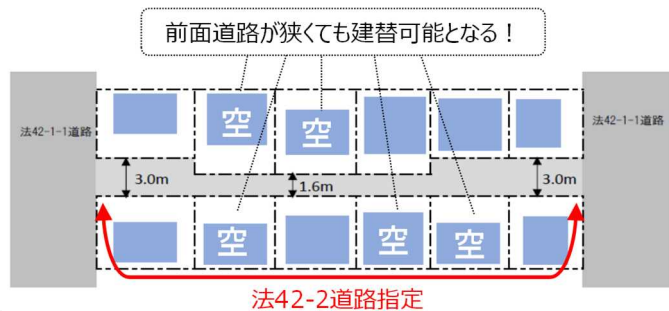 前面道路が狭くても建替可能となる！
空
空
法42-1-1道路
法42-1-1道路
3.0m
1.6m
3.0m
空
空
空
法42-2道路指定